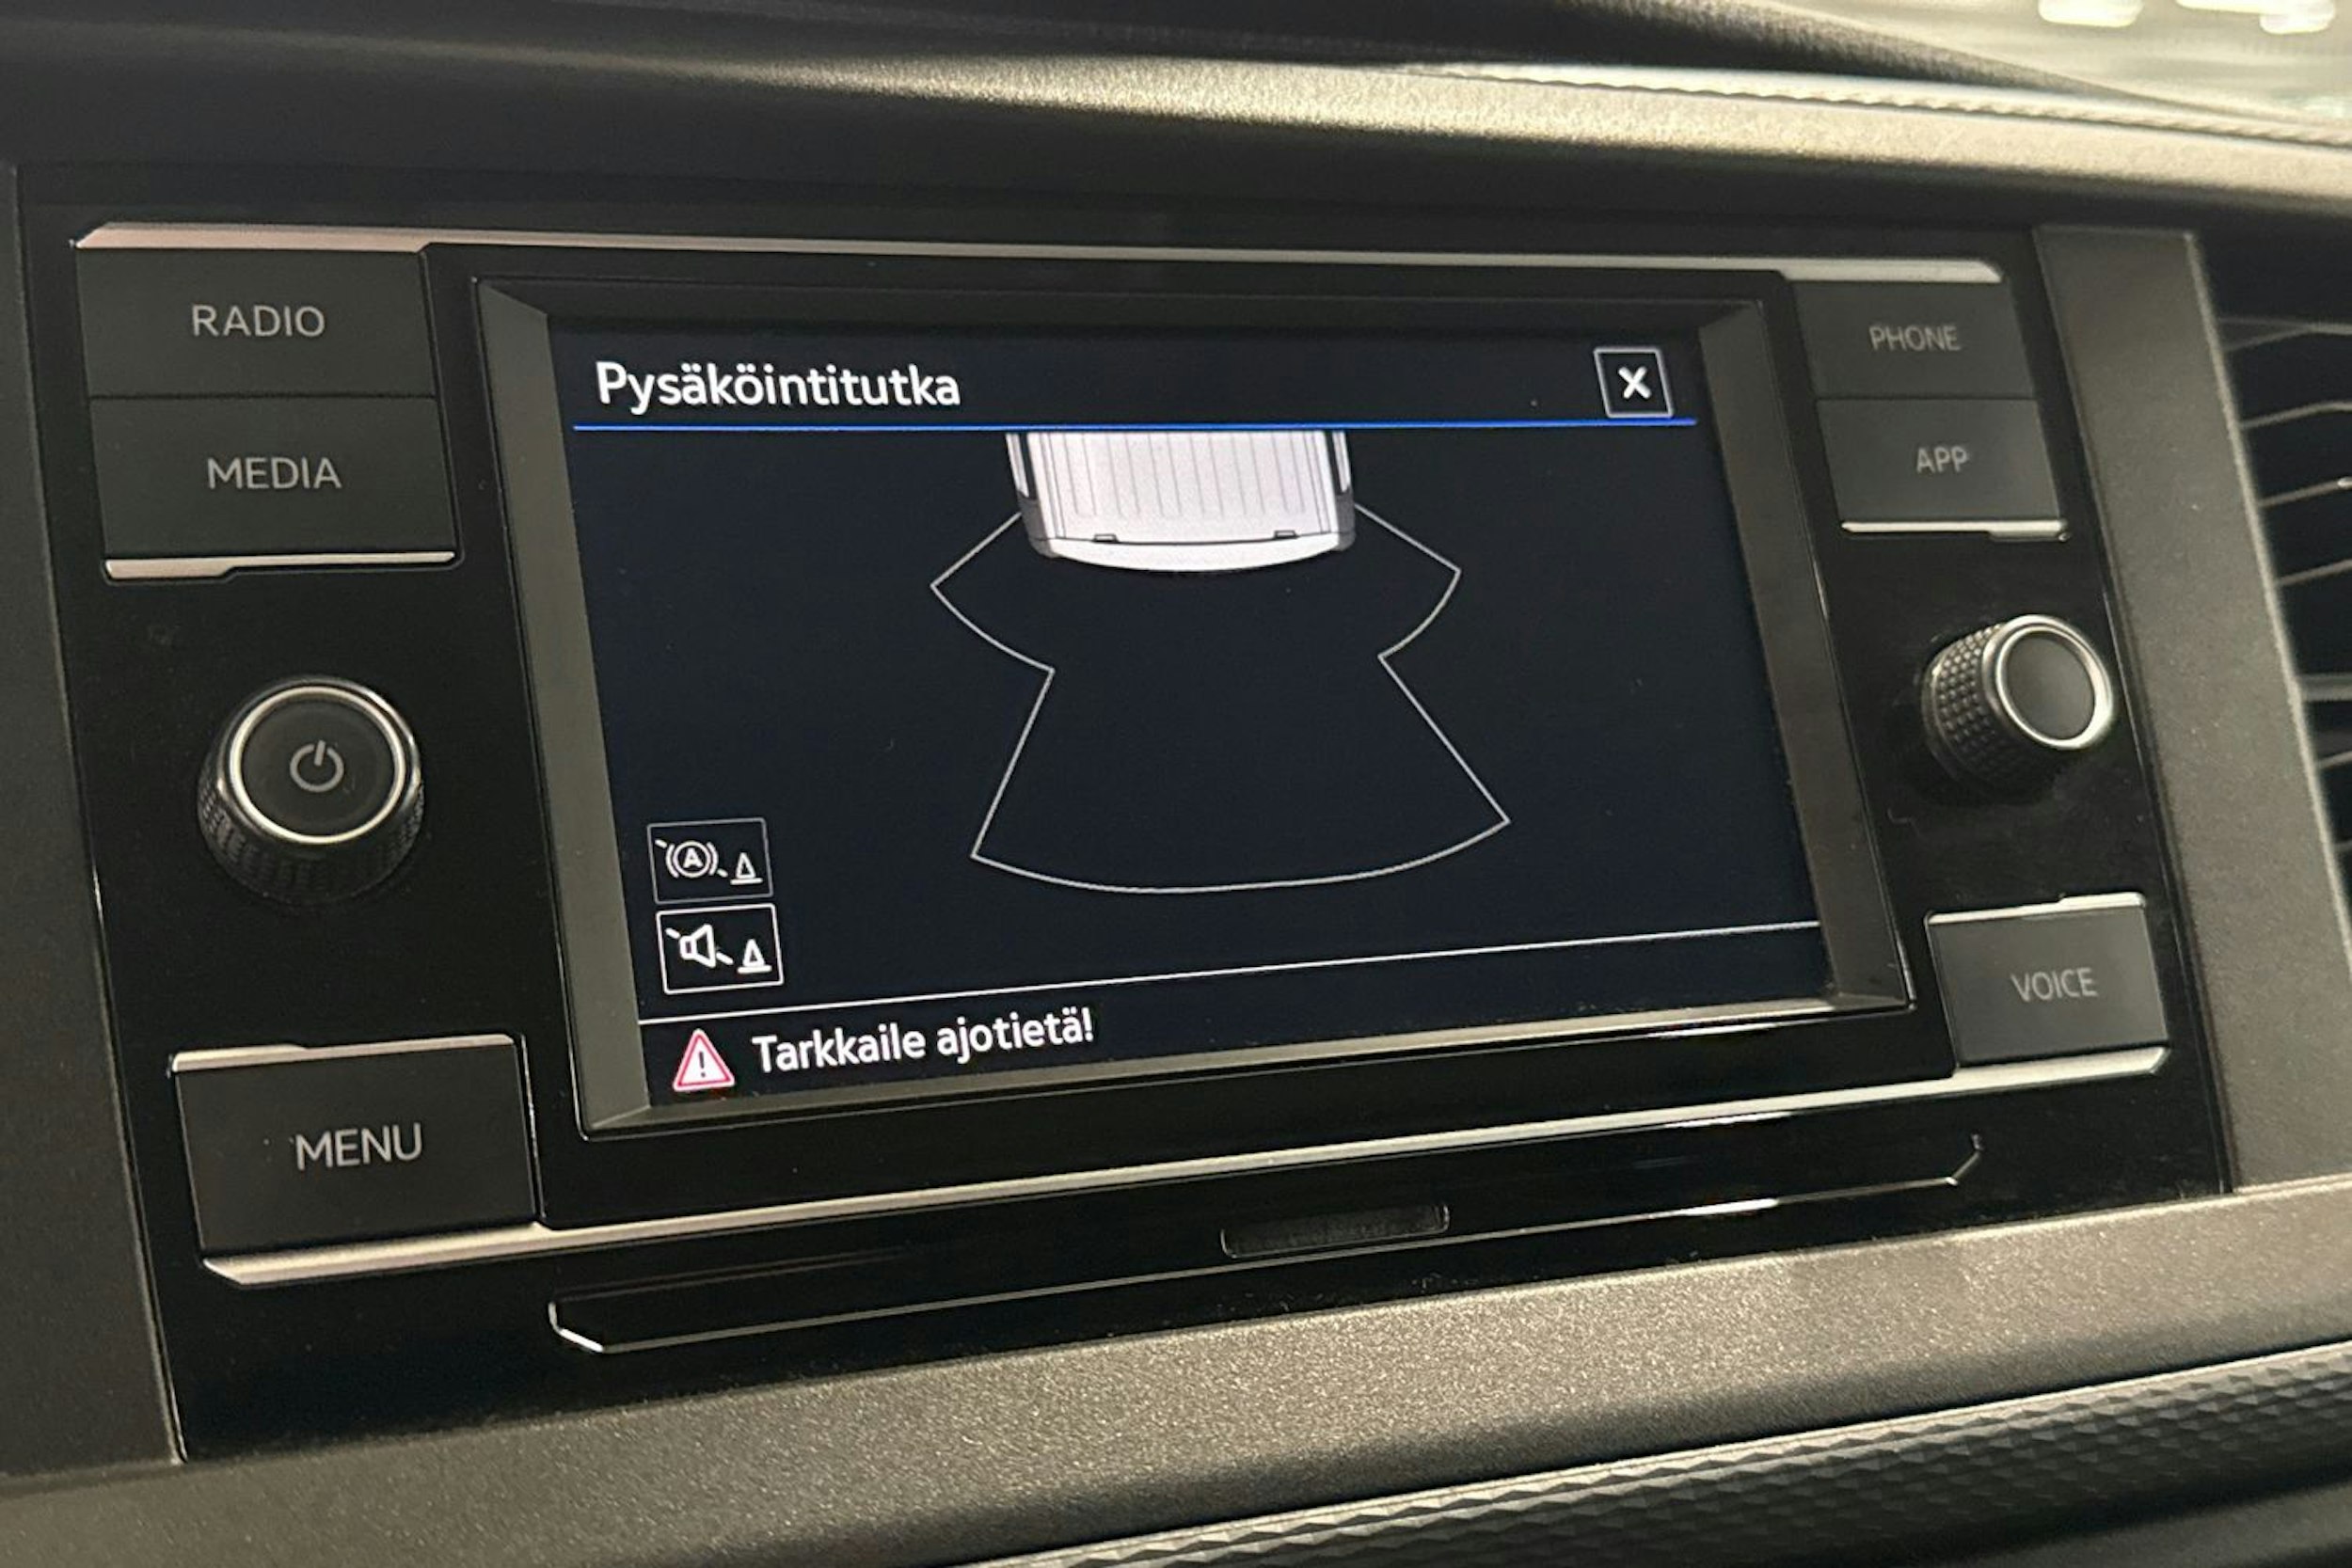 RADIO
MEDIA
MENU
Pysäköintitutka
A
Tarkkaile ajotietä!
PHONE
APP
VOICE